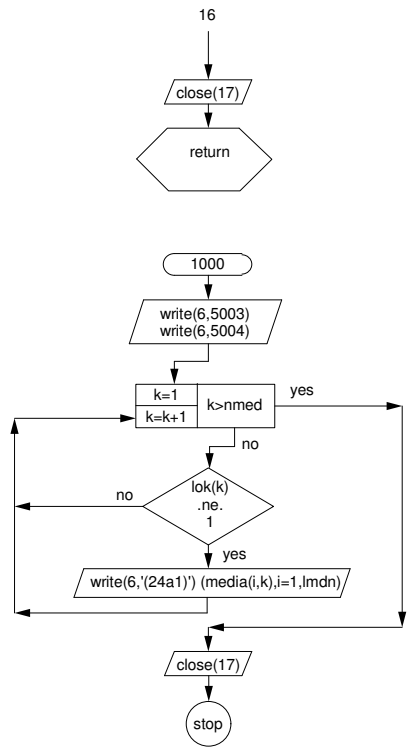 16
close(17)
return
1000
write(6,5003)
write(6,5004)
k=1
k=k+1
k>nmed
yes
no
lok(k)
.ne.
1
no
yes
write(6,'(24a1)') (media(i,k),i=1,lmdn)
close(17)
stop